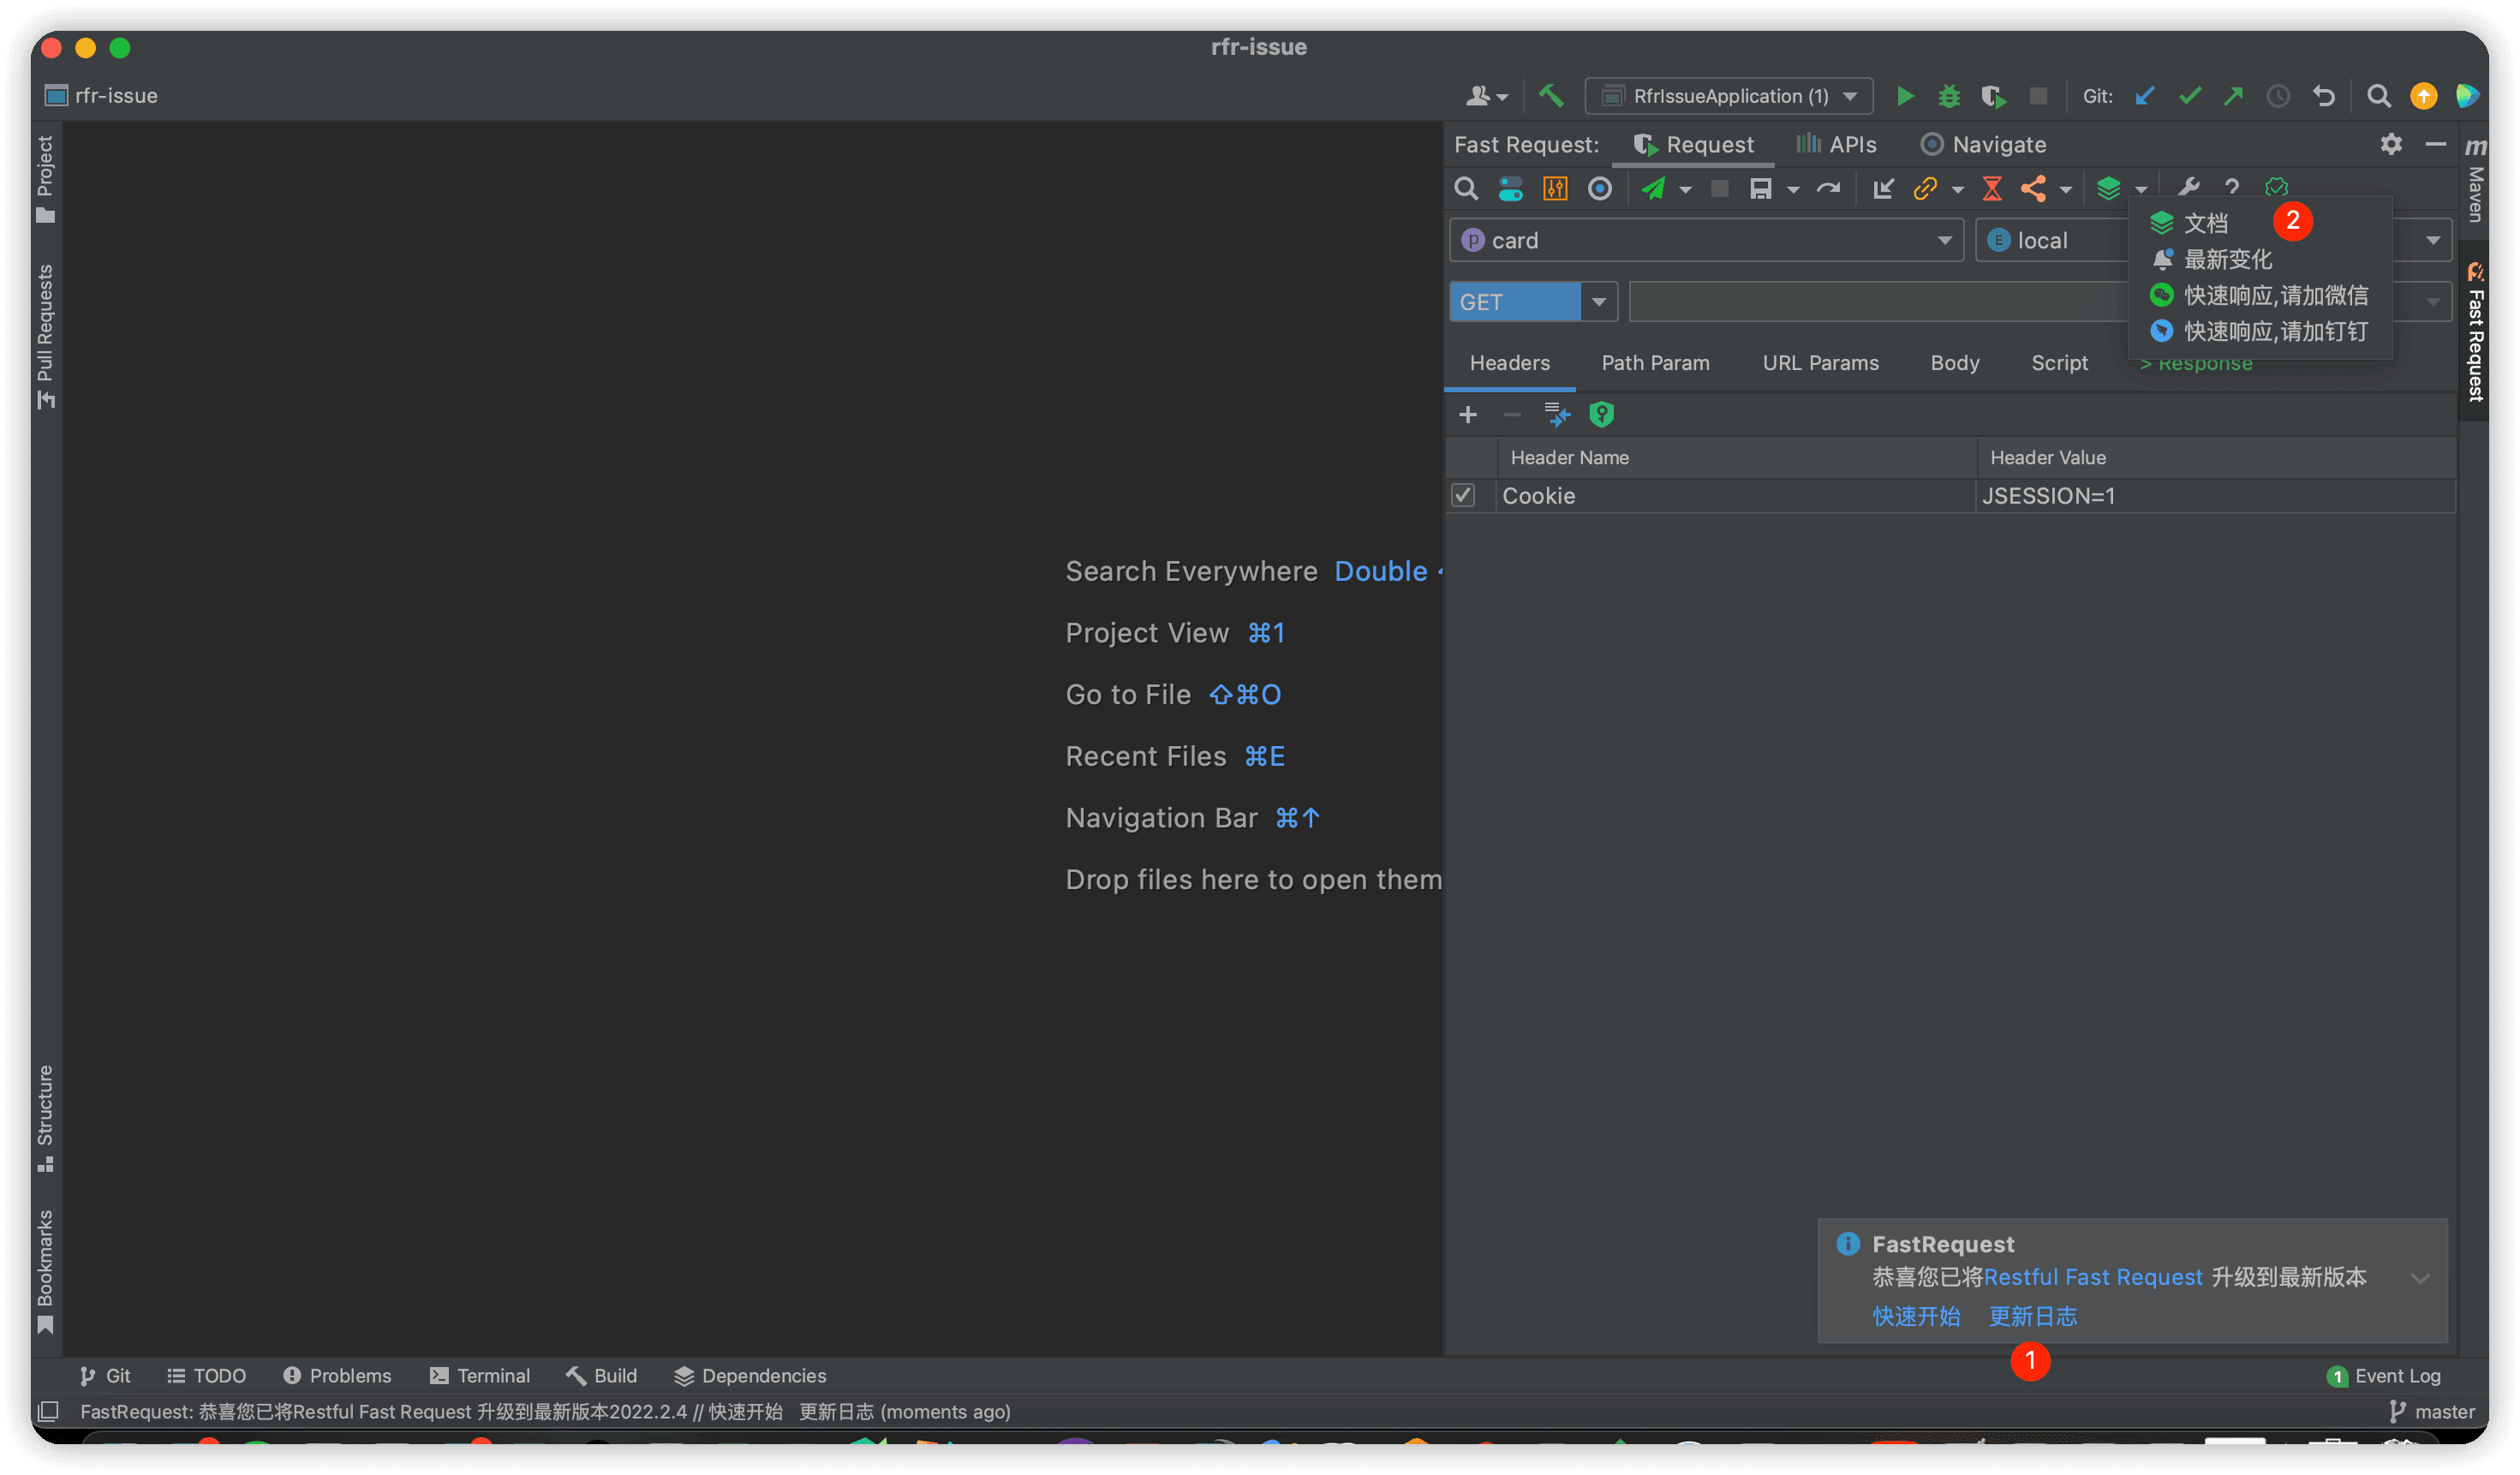 rfr-issue
rfr-issue
RfrIssueApplication (1)
Git:
Fast Request:
Request
APIs
Navigate
m
Maven
Fast Request
Project
Pull Requests
Structure
Bookmarks
P card
E local
文档
2
最新变化
快速响应,请加微信
快速响应,请加钉钉
GET
Headers
Path Param
URL Params
Body
Script
> Response
Header Name
Header Value
Cookie
JSESSION=1
Search Everywhere Double
Project View ⌘1
Go to File ⇧⌘O
Recent Files ⌘E
Navigation Bar ⌘↑
Drop files here to open them
FastRequest
恭喜您已将Restful Fast Request 升级到最新版本
快速开始 更新日志
1
Git
TODO
Problems
Terminal
Build
Dependencies
1 Event Log
FastRequest: 恭喜您已将Restful Fast Request 升级到最新版本2022.2.4 // 快速开始 更新日志 (moments ago)
master